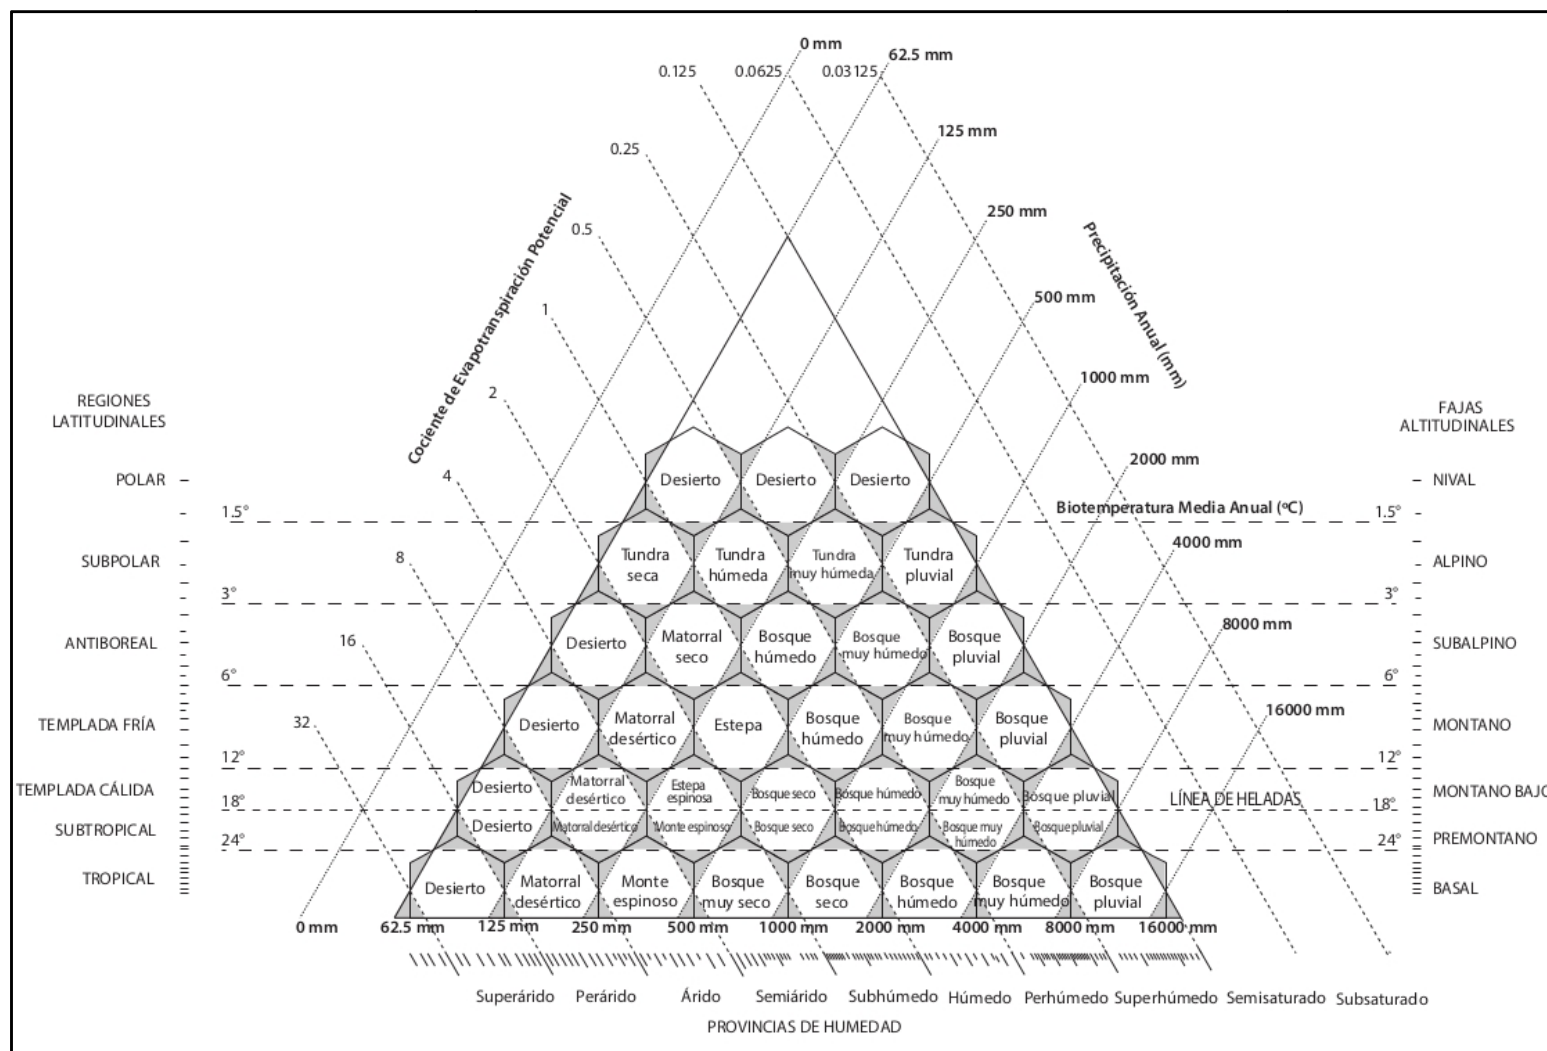 0 mm
62.5 mm
0.125
0.0625
0.03125
125 mm
0.25
250 mm
0.5
Cociente de Evapotranspiración Potencial
Precipitación Anual (mm)
500 mm
1
1000 mm
2
REGIONES
LATITUDINALES
FAJAS
ALTITUDINALES
2000 mm
4
POLAR
Desierto
Desierto
Desierto
NIVAL
1.5°
Biotemperatura Media Anual (ºC)
1.5°
4000 mm
8
SUBPOLAR
Tundra
seca
Tundra
húmeda
Tundra
muy húmeda
Tundra
pluvial
ALPINO
3°
3°
8000 mm
16
ANTIBOREAL
Desierto
Matorral
seco
Bosque
húmedo
Bosque
muy húmedo
Bosque
pluvial
SUBALPINO
6°
6°
16000 mm
32
TEMPLADA FRÍA
Desierto
Matorral
desértico
Estepa
Bosque
húmedo
Bosque
muy húmedo
Bosque
pluvial
MONTANO
12°
12°
TEMPLADA CÁLIDA
Desierto
Matorral
desértico
Estepa
espinosa
Bosque seco
Bosque húmedo
Bosque
muy húmedo
Bosque pluvial
MONTANO BAJO
18°
LÍNEA DE HELADAS
18°
SUBTROPICAL
Desierto
Matorral desértico
Monte espinoso
Bosque seco
Bosque húmedo
Bosque muy
húmedo
Bosque pluvial
PREMONTANO
24°
24°
TROPICAL
Desierto
Matorral
desértico
Monte
espinoso
Bosque
muy seco
Bosque
seco
Bosque
húmedo
Bosque
muy húmedo
Bosque
pluvial
BASAL
0 mm
62.5 mm
125 mm
250 mm
500 mm
1000 mm
2000 mm
4000 mm
8000 mm
16000 mm
Superárido
Perárido
Árido
Semiárido
Subhúmedo
Húmedo
Perhúmedo
Superhúmedo
Semisaturado
Subsaturado
PROVINCIAS DE HUMEDAD